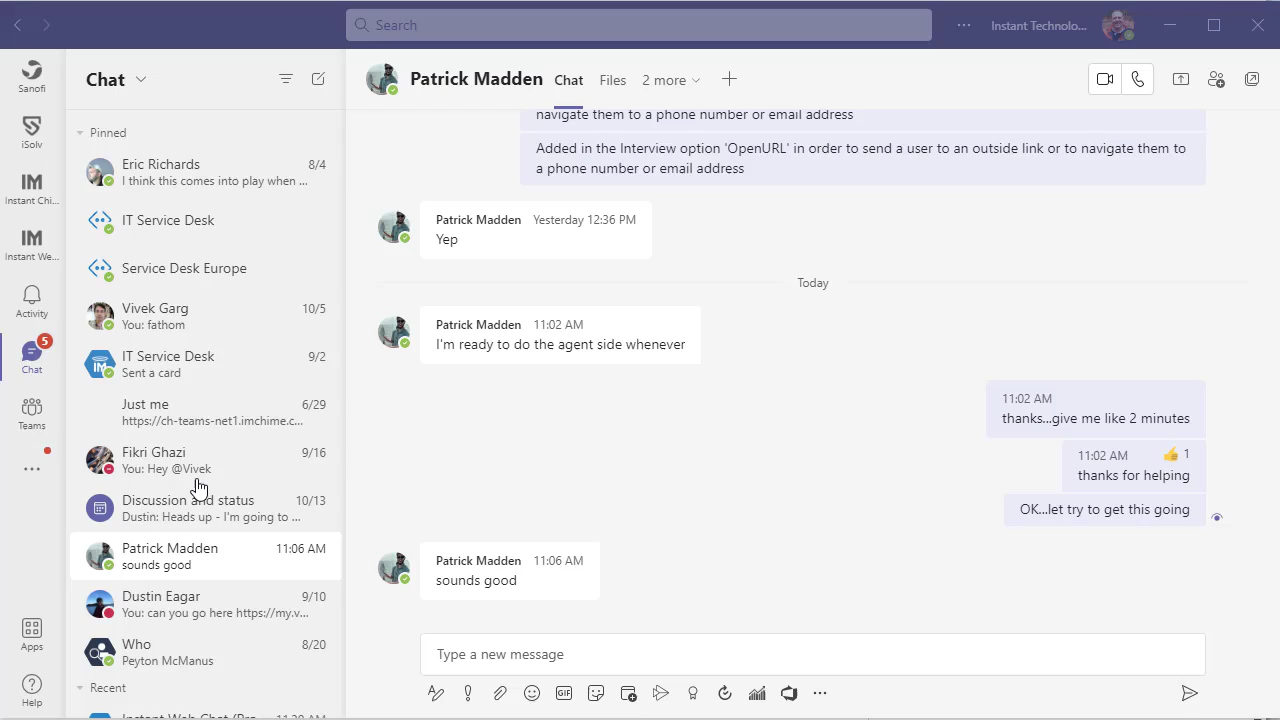 Search
Instant Technolo...
Sanofi
iSolv
IM
Instant Chi...
IM
Instant We...
Activity
5
Chat
Teams
Apps
Help
Chat
Pinned
Eric Richards 8/4
I think this comes into play when ...
IT Service Desk
Service Desk Europe
Vivek Garg 10/5
You: fathom
IM
IT Service Desk 9/2
Sent a card
Just me 6/29
https://ch-teams-net1.imchime.c...
Fikri Ghazi 9/16
You: Hey @Vivek
Discussion and status 10/13
Dustin: Heads up - I'm going to ...
Patrick Madden 11:06 AM
sounds good
Dustin Eagar 9/10
You: can you go here https://my.v...
Who 8/20
Peyton McManus
Recent
Patrick Madden Chat Files 2 more
navigate them to a phone number or email address
Added in the Interview option 'OpenURL' in order to send a user to an outside link or to navigate them to
a phone number or email address
Patrick Madden Yesterday 12:36 PM
Yep
Today
Patrick Madden 11:02 AM
I'm ready to do the agent side whenever
11:02 AM
thanks...give me like 2 minutes
11:02 AM 1
thanks for helping
OK...let try to get this going
Patrick Madden 11:06 AM
sounds good
Type a new message
GIF